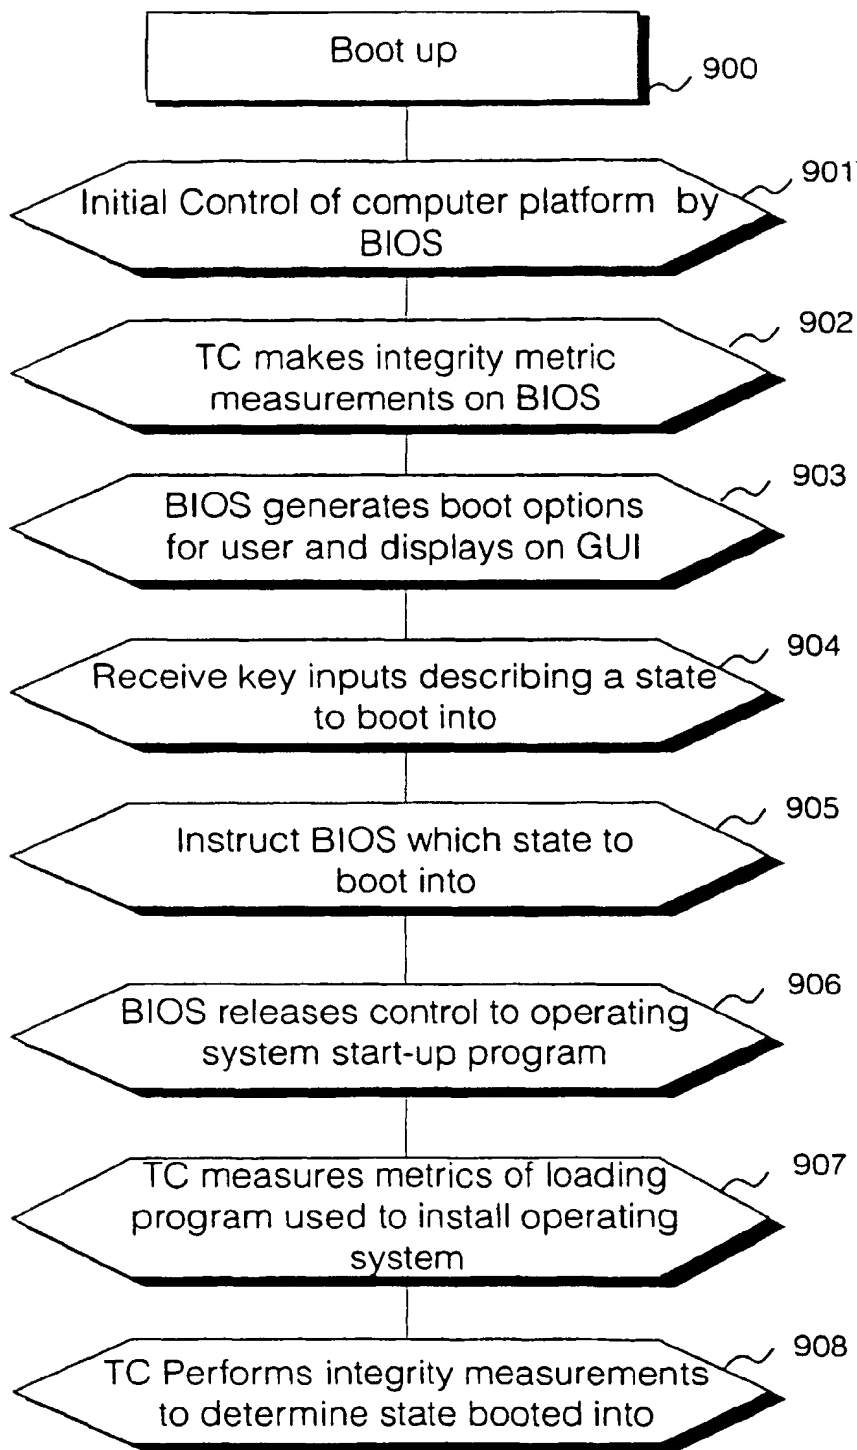 Boot up
900
901
Initial Control of computer platform by
BIOS
902
TC makes integrity metric
measurements on BIOS
903
BIOS generates boot options
for user and displays on GUI
904
Receive key inputs describing a state
to boot into
905
Instruct BIOS which state to
boot into
906
BIOS releases control to operating
system start-up program
907
TC measures metrics of loading
program used to install operating
system
908
TC Performs integrity measurements
to determine state booted into